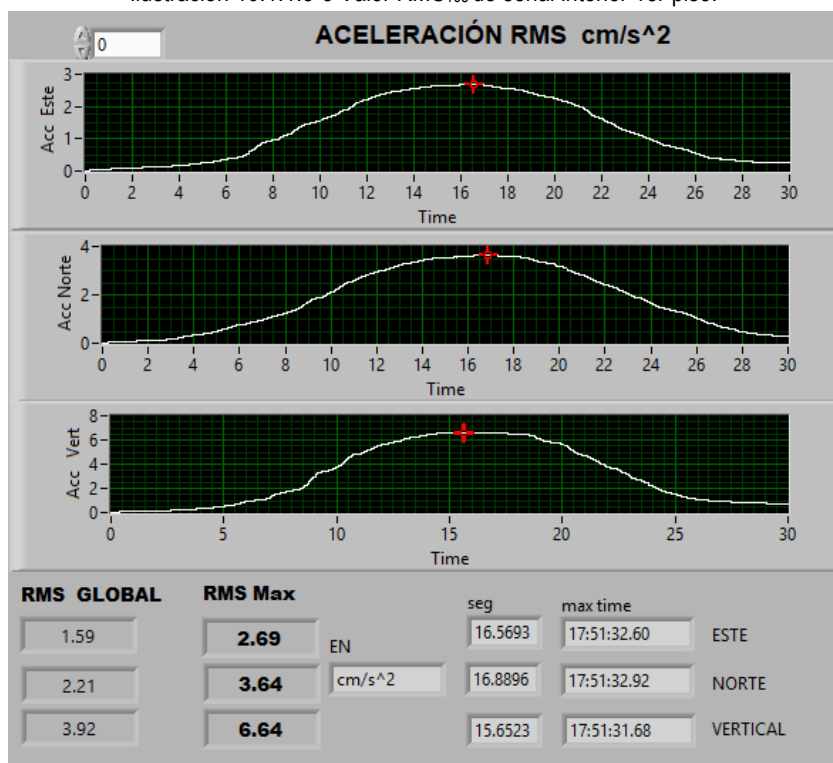 ACELERACIÓN RMS cm/s^2
0
Acc Este
3
2
1
0
0 2 4 6 8 10 12 14 16 18 20 22 24 26 28 30
Time
Acc Norte
4
2
0
0 2 4 6 8 10 12 14 16 18 20 22 24 26 28 30
Time
Acc Vert
8
6
4
2
0
0 5 10 15 20 25 30
Time
RMS GLOBAL RMS Max seg max time
1.59 2.69 EN 16.5693 17:51:32.60 ESTE
2.21 3.64 cm/s^2 16.8896 17:51:32.92 NORTE
3.92 6.64 15.6523 17:51:31.68 VERTICAL